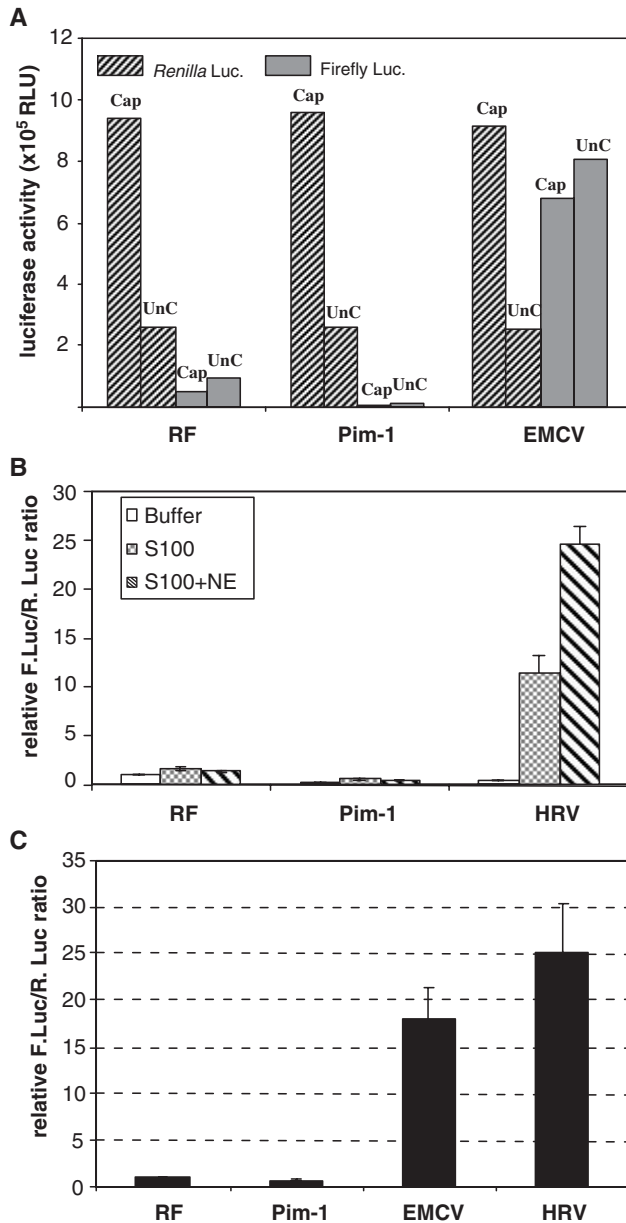 A
luciferase activity (x10⁵ RLU)
12
10
8
6
4
2
Renilla Luc.
Firefly Luc.
Cap
UnC
Cap
UnC
Cap
UnC
Cap
UnC
Cap
UnC
Cap
UnC
RF
Pim-1
EMCV
B
relative F.Luc/R. Luc ratio
30
25
20
15
10
5
0
Buffer
S100
S100+NE
RF
Pim-1
HRV
C
relative F.Luc/R. Luc ratio
35
30
25
20
15
10
5
0
RF
Pim-1
EMCV
HRV